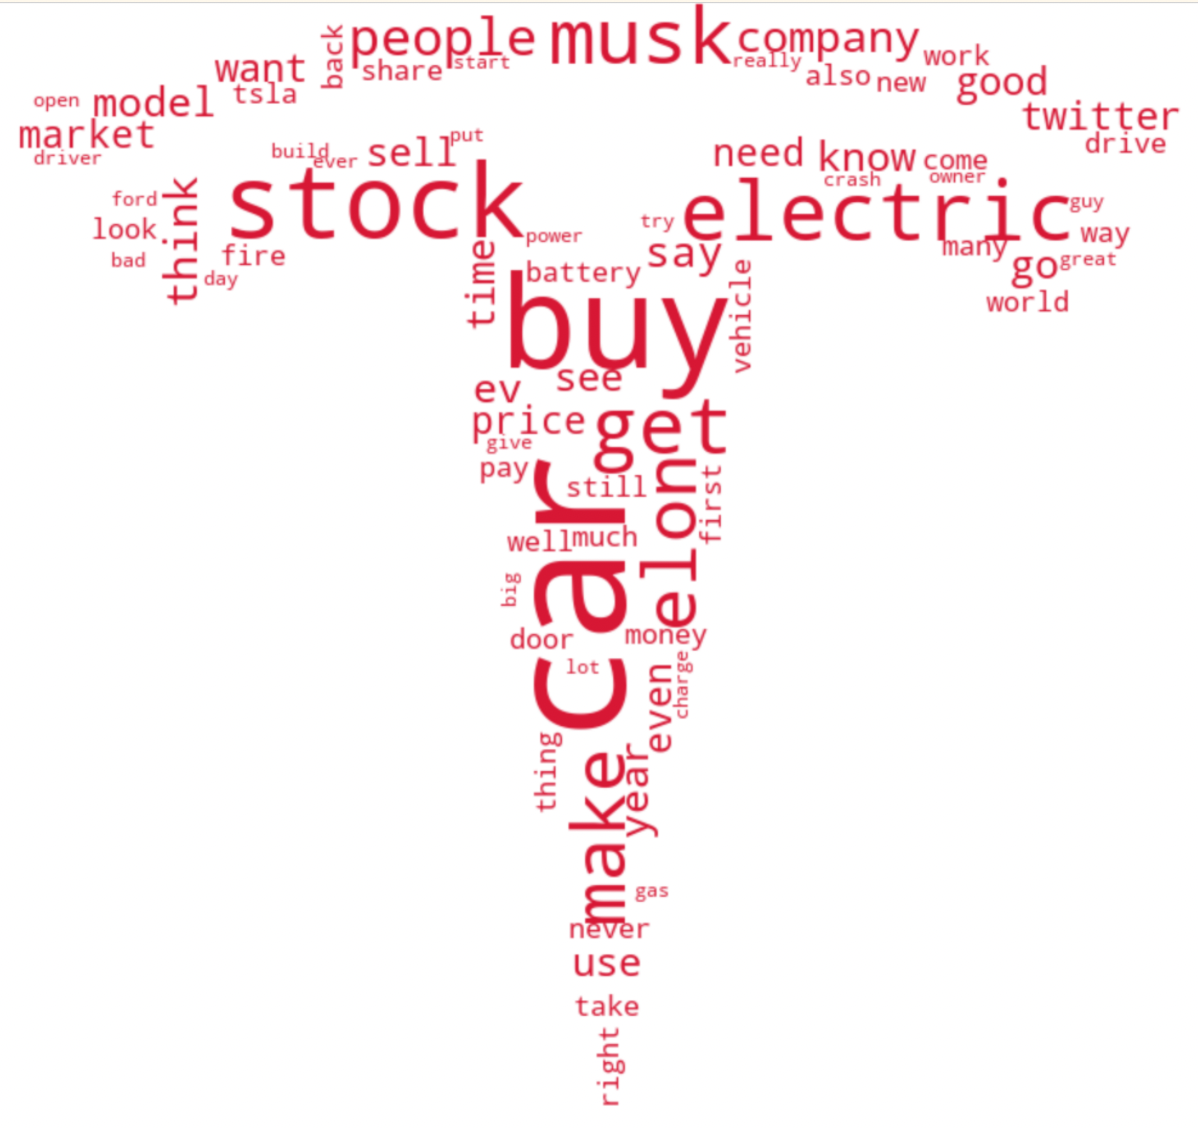 people
musk
company
back
want
share
start
really
work
also
new
good
open
model
tsla
market
twitter
driver
drive
build
ever
sell
put
need
know
come
crash
owner
ford
think
stock
electric
guy
look
try
way
bad
fire
power
say
many
go
great
day
time
battery
world
buy
vehicle
ev
see
price
get
give
pay
car
still
elon
first
well
much
big
door
money
lot
even
charge
thing
make
year
gas
never
use
take
right